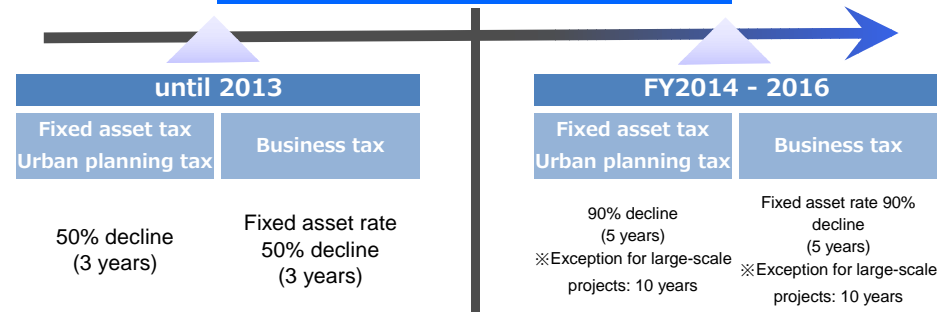 until 2013
Fixed asset tax
Urban planning tax
Business tax
50% decline
(3 years)
Fixed asset rate
50% decline
(3 years)
FY2014 - 2016
Fixed asset tax
Urban planning tax
Business tax
90% decline
(5 years)
※Exception for large-scale
projects: 10 years
Fixed asset rate 90%
decline
(5 years)
※Exception for large-scale
projects: 10 years